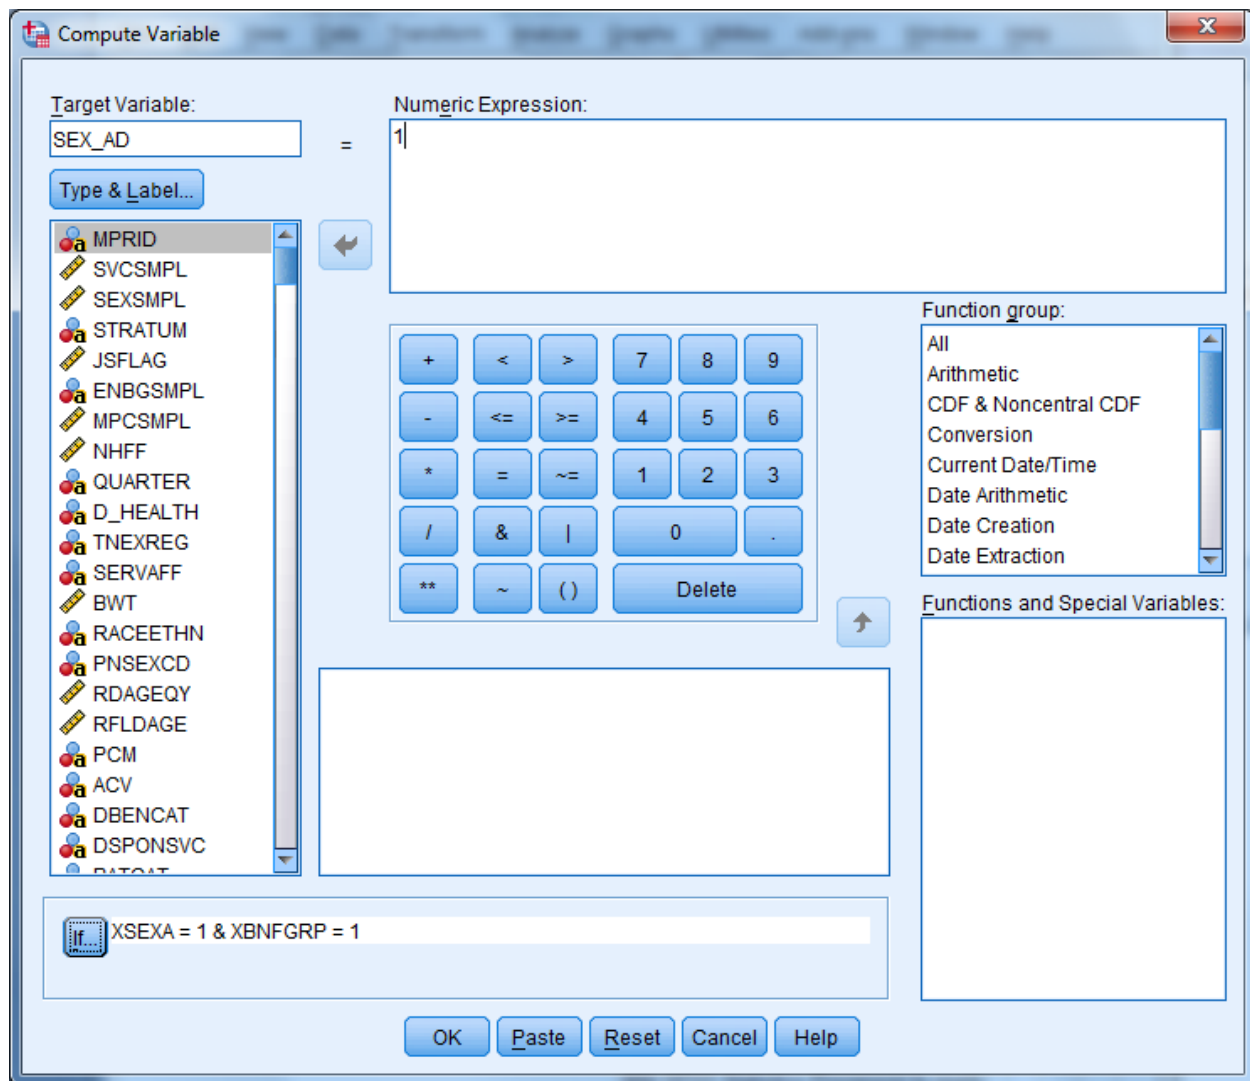 Compute Variable
Target Variable:
SEX_AD
=
Numeric Expression:
1
Type & Label...
MPRID
SVCSMPL
SEXSMPL
STRATUM
JSFLAG
ENBGSMPL
MPCSMPL
NHFF
QUARTER
D_HEALTH
TNEXREG
SERVAFF
BWT
RACEETHN
PNSEXCD
RDAGEQY
RFLDAGE
PCM
ACV
DBENCAT
DSPONSVC
PATCAT
+ < > 7 8 9
- <= >= 4 5 6
* = ~= 1 2 3
/ & | 0 .
** ~ ( ) Delete
Function group:
All
Arithmetic
CDF & Noncentral CDF
Conversion
Current Date/Time
Date Arithmetic
Date Creation
Date Extraction
Functions and Special Variables:
If... XSEXA = 1 & XBNFGRP = 1
OK Paste Reset Cancel Help